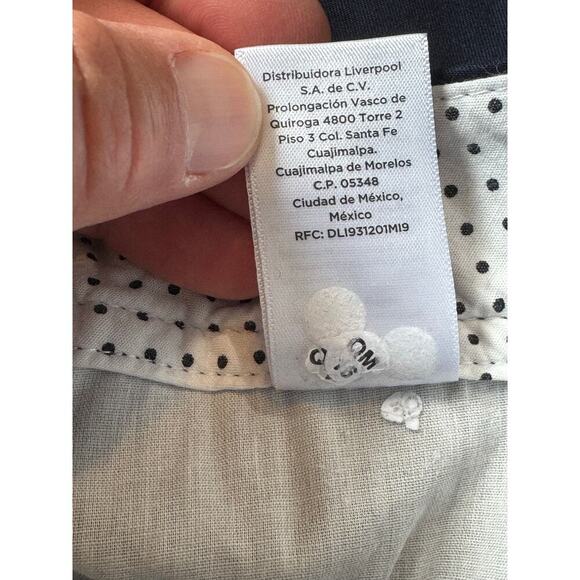 Distribuidora Liverpool
S.A. de C.V.
Prolongación Vasco de
Quiroga 4800 Torre 2
Piso 3 Col. Santa Fe
Cuajimalpa.
Cuajimalpa de Morelos
C.P. 05348
Ciudad de México,
México
RFC: DLI931201MI9
QM